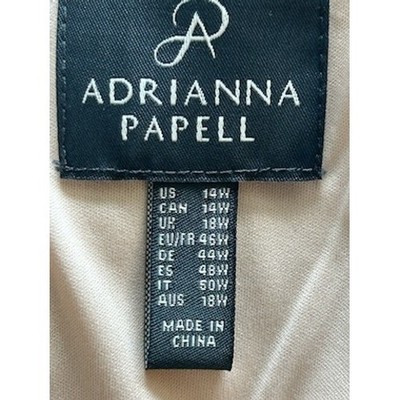 ADRIANNA
PAPELL
US 14W
CAN 14W
UK 18W
EU/FR 46W
DE 44W
ES 48W
IT 50W
AUS 18W
MADE IN
CHINA